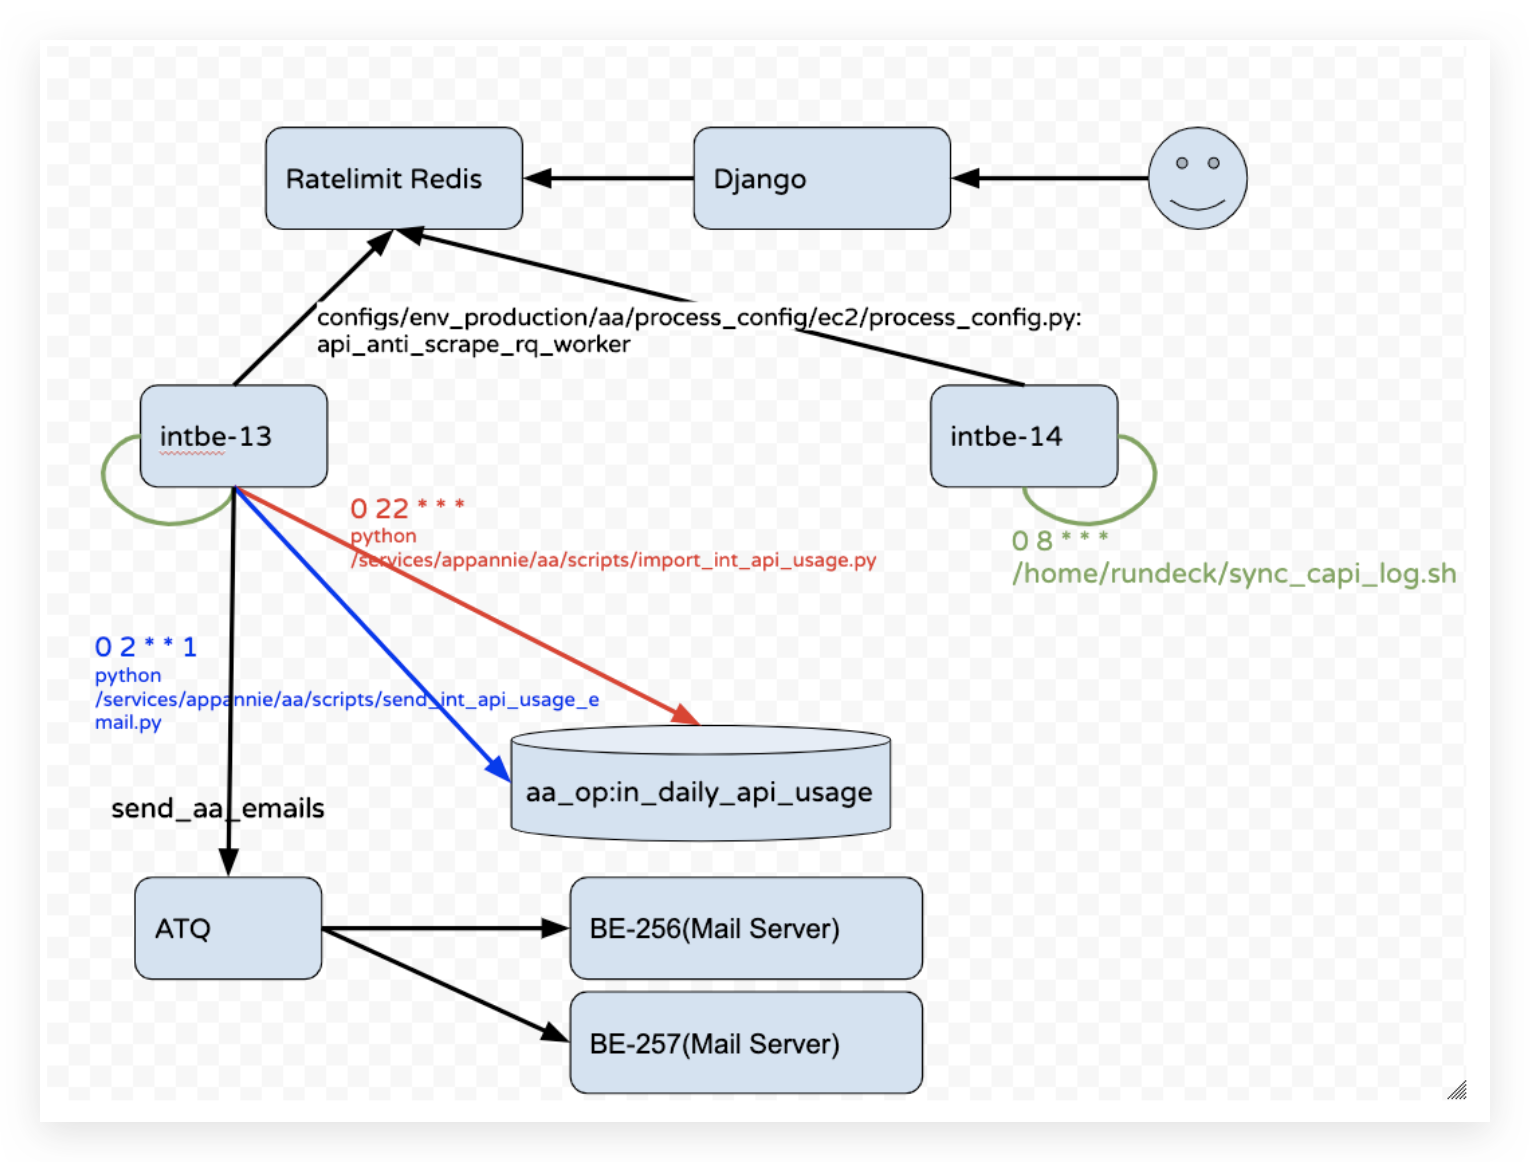 Ratelimit Redis
Django
configs/env_production/aa/process_config/ec2/process_config.py:
api_anti_scrape_rq_worker
intbe-13
intbe-14
0 22 * * *
python
/services/appannie/aa/scripts/import_int_api_usage.py
0 8 * * *
/home/rundeck/sync_capi_log.sh
0 2 * * 1
python
/services/appannie/aa/scripts/send_int_api_usage_e
mail.py
aa_op:in_daily_api_usage
send_aa_emails
ATQ
BE-256(Mail Server)
BE-257(Mail Server)